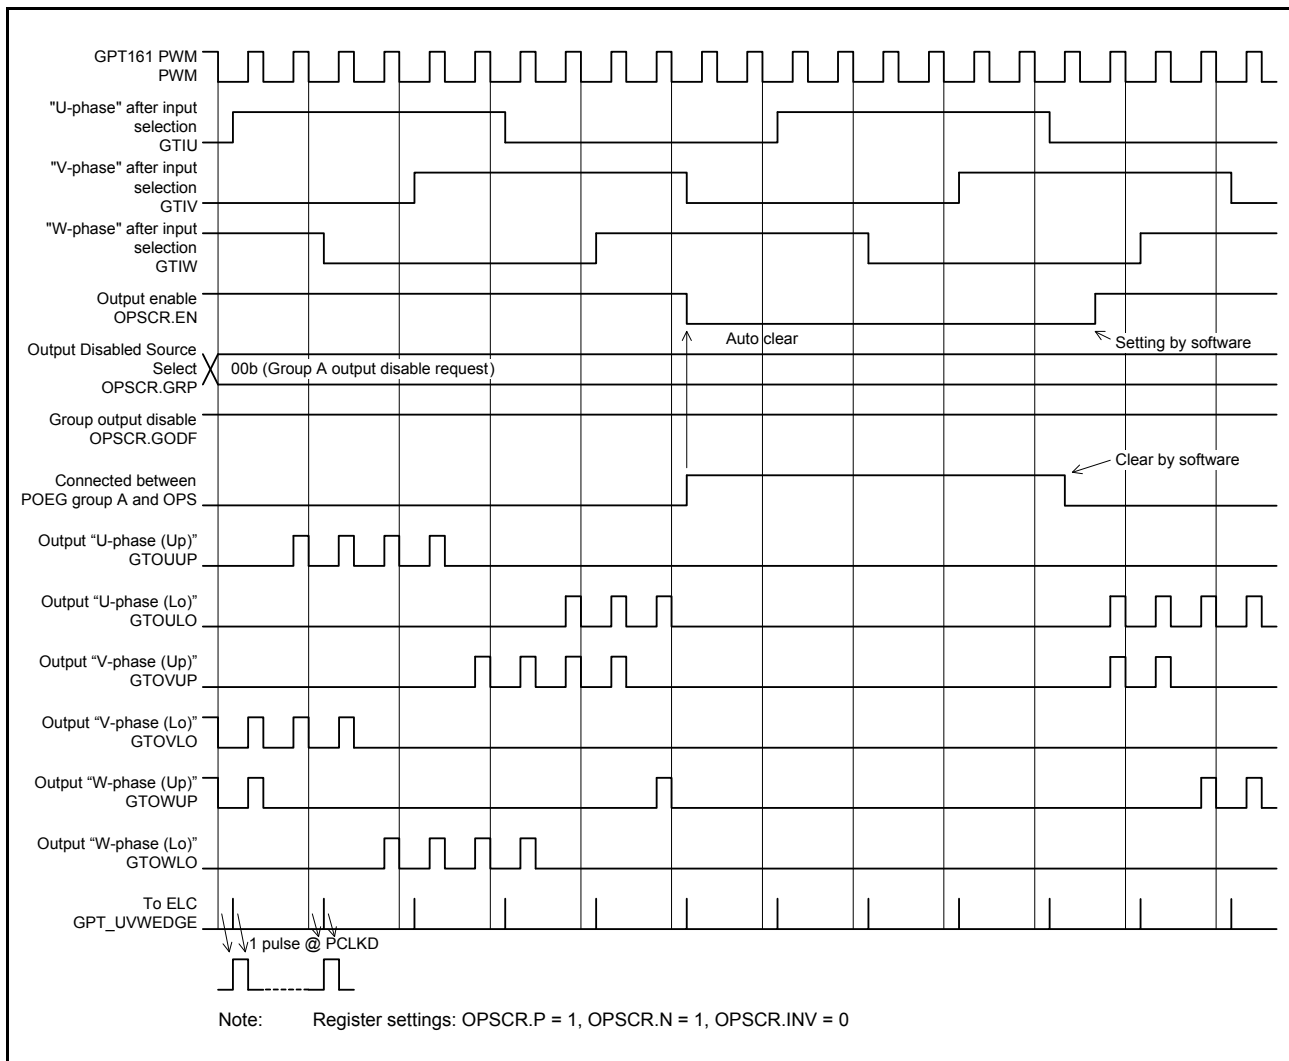 GPT161 PWM
PWM
"U-phase" after input
selection
GTIU
"V-phase" after input
selection
GTIV
"W-phase" after input
selection
GTIW
Output enable
OPSCR.EN
Auto clear
Setting by software
Output Disabled Source
Select
OPSCR.GRP
00b (Group A output disable request)
Group output disable
OPSCR.GODF
Clear by software
Connected between
POEG group A and OPS
Output “U-phase (Up)”
GTOUUP
Output “U-phase (Lo)”
GTOULO
Output “V-phase (Up)”
GTOVUP
Output “V-phase (Lo)”
GTOVLO
Output “W-phase (Up)”
GTOWUP
Output “W-phase (Lo)”
GTOWLO
To ELC
GPT_UVWEDGE
1 pulse @ PCLKD
Note: Register settings: OPSCR.P = 1, OPSCR.N = 1, OPSCR.INV = 0